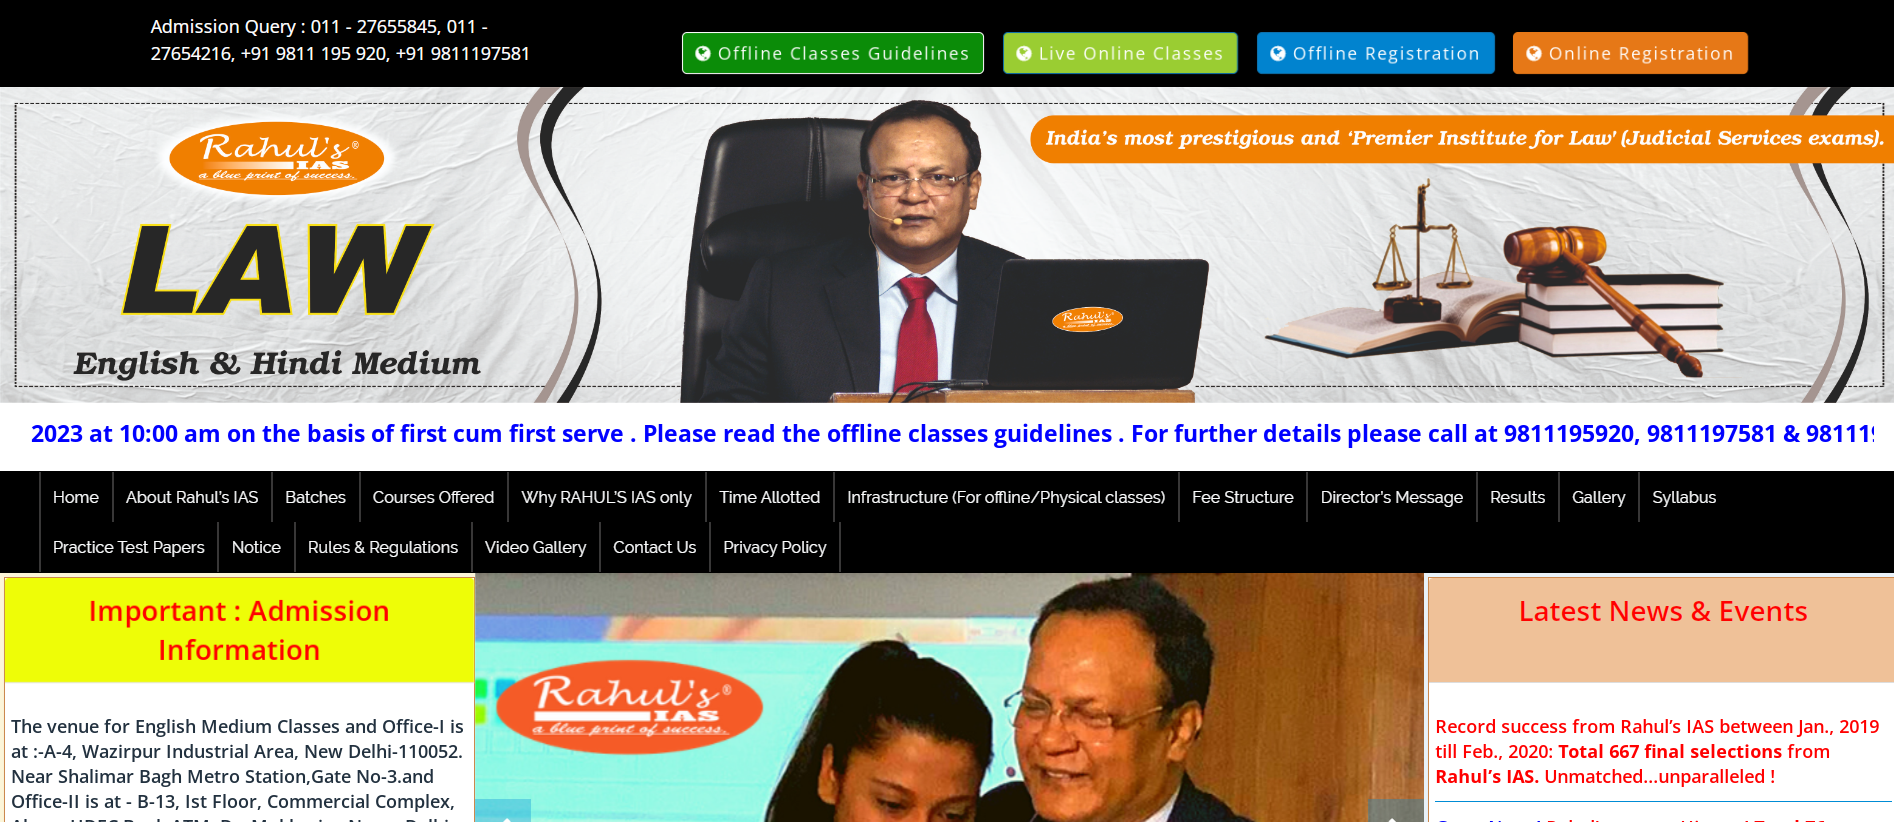 Admission Query : 011 - 27655845, 011 -
27654216, +91 9811 195 920, +91 9811197581
Offline Classes Guidelines
Live Online Classes
Offline Registration
Online Registration
Rahul's ®
IAS
a blue print of success.
LAW
English & Hindi Medium
India's most prestigious and ‘Premier Institute for Law' (Judicial Services exams).
Rahul's
IAS
2023 at 10:00 am on the basis of first cum first serve . Please read the offline classes guidelines . For further details please call at 9811195920, 9811197581 & 98111
Home About Rahul's IAS Batches Courses Offered Why RAHUL'S IAS only Time Allotted Infrastructure (For offline/Physical classes) Fee Structure Director's Message Results Gallery Syllabus
Practice Test Papers Notice Rules & Regulations Video Gallery Contact Us Privacy Policy
Important : Admission
Information
The venue for English Medium Classes and Office-I is
at :-A-4, Wazirpur Industrial Area, New Delhi-110052.
Near Shalimar Bagh Metro Station,Gate No-3.and
Office-II is at - B-13, Ist Floor, Commercial Complex,
Rahul's ®
IAS
a blue print of success.
Latest News & Events
Record success from Rahul’s IAS between Jan., 2019
till Feb., 2020: Total 667 final selections from
Rahul’s IAS. Unmatched...unparalleled !